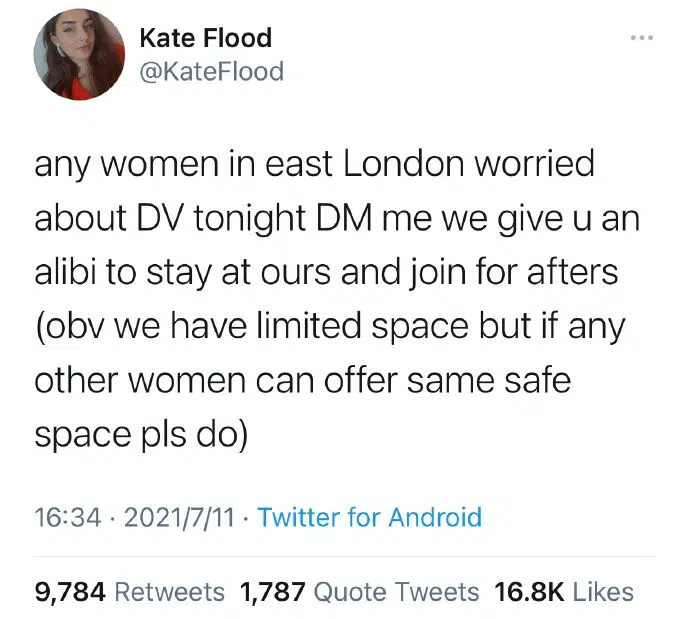 Kate Flood
@KateFlood
any women in east London worried
about DV tonight DM me we give u an
alibi to stay at ours and join for afters
(obv we have limited space but if any
other women can offer same safe
space pls do)
16:34 · 2021/7/11 · Twitter for Android
9,784 Retweets 1,787 Quote Tweets 16.8K Likes